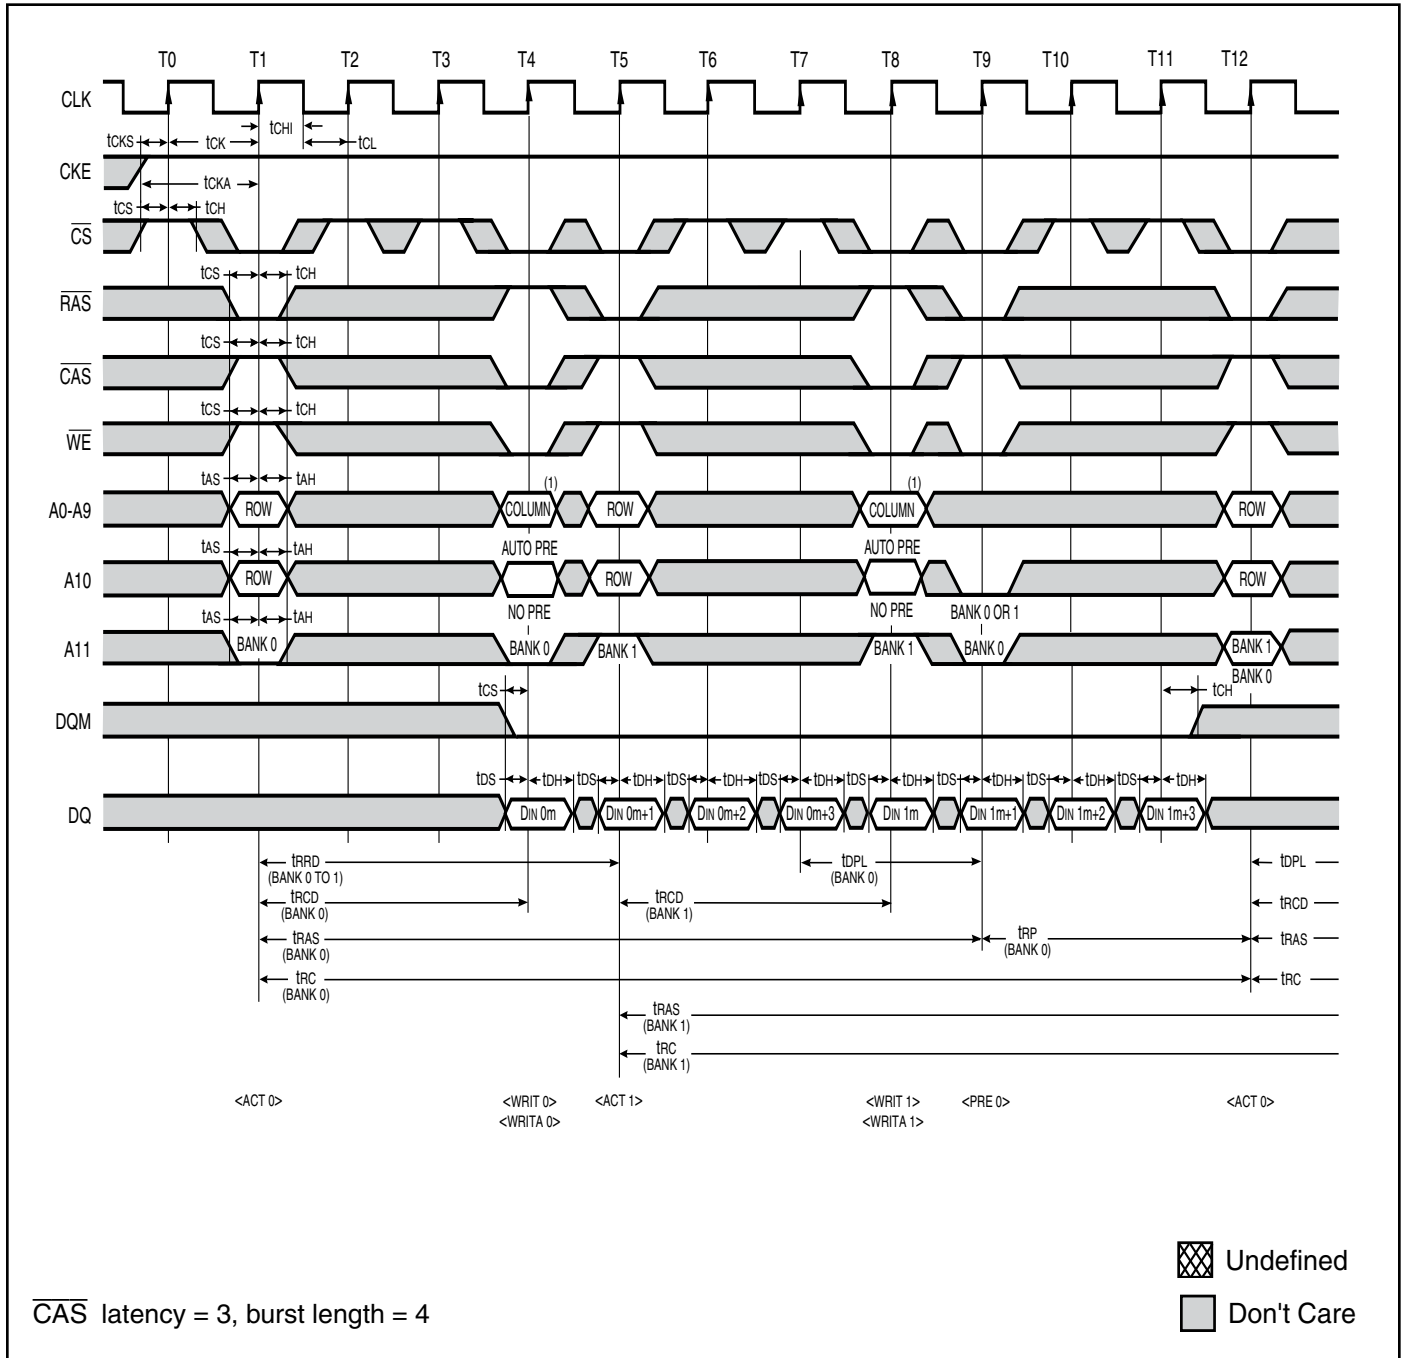 T0 T1 T2 T3 T4 T5 T6 T7 T8 T9 T10 T11 T12
CLK
tCHI
tCKS tCK tCL
CKE
tCKA
tCS tCH
CS
tCS tCH
RAS
tCS tCH
CAS
tCS tCH
WE
tAS tAH (1) (1)
A0-A9 ROW COLUMN ROW COLUMN ROW
tAS tAH AUTO PRE AUTO PRE
A10 ROW ROW ROW
tAS tAH NO PRE NO PRE BANK 0 OR 1
A11 BANK 0 BANK 0 BANK 1 BANK 1 BANK 0 BANK 1
BANK 0
tCS tCH
DQM
tDS tDH tDS tDH tDS tDH tDS tDH tDS tDH tDS tDH tDS tDH tDS tDH
DQ DIN 0m DIN 0m+1 DIN 0m+2 DIN 0m+3 DIN 1m DIN 1m+1 DIN 1m+2 DIN 1m+3
tRRD tDPL tDPL
(BANK 0 TO 1) (BANK 0)
tRCD tRCD tRCD
(BANK 0) (BANK 1)
tRAS tRP tRAS
(BANK 0) (BANK 0)
tRC tRC
(BANK 0)
tRAS
(BANK 1)
tRC
(BANK 1)
<ACT 0> <WRIT 0> <ACT 1> <WRIT 1> <PRE 0> <ACT 0>
<WRITA 0> <WRITA 1>
Undefined
CAS latency = 3, burst length = 4
Don't Care